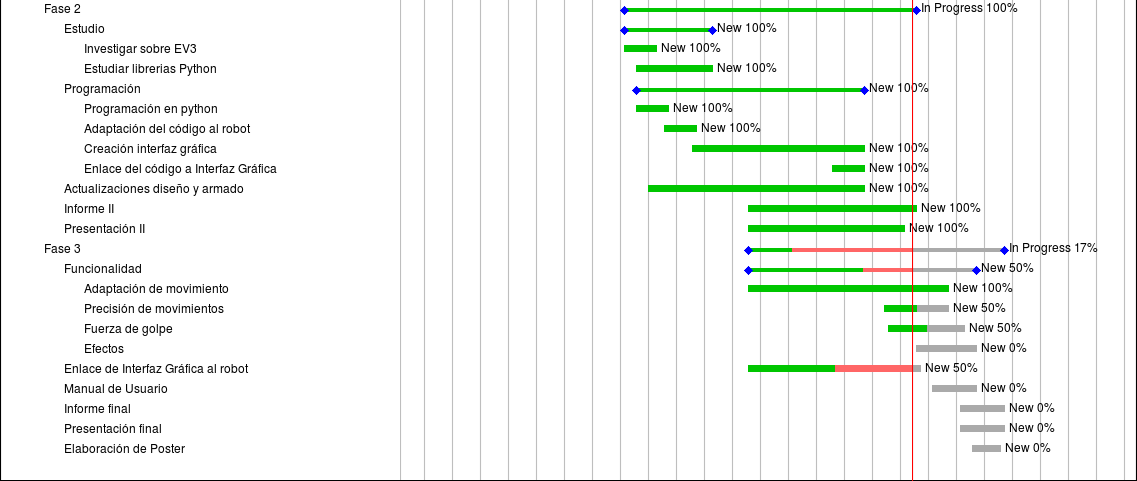 Fase 2 In Progress 100%
Estudio New 100%
Investigar sobre EV3 New 100%
Estudiar librerias Python New 100%
Programación New 100%
Programación en python New 100%
Adaptación del código al robot New 100%
Creación interfaz gráfica New 100%
Enlace del código a Interfaz Gráfica New 100%
Actualizaciones diseño y armado New 100%
Informe II New 100%
Presentación II New 100%
Fase 3 In Progress 17%
Funcionalidad New 50%
Adaptación de movimiento New 100%
Precisión de movimientos New 50%
Fuerza de golpe New 50%
Efectos New 0%
Enlace de Interfaz Gráfica al robot New 50%
Manual de Usuario New 0%
Informe final New 0%
Presentación final New 0%
Elaboración de Poster New 0%